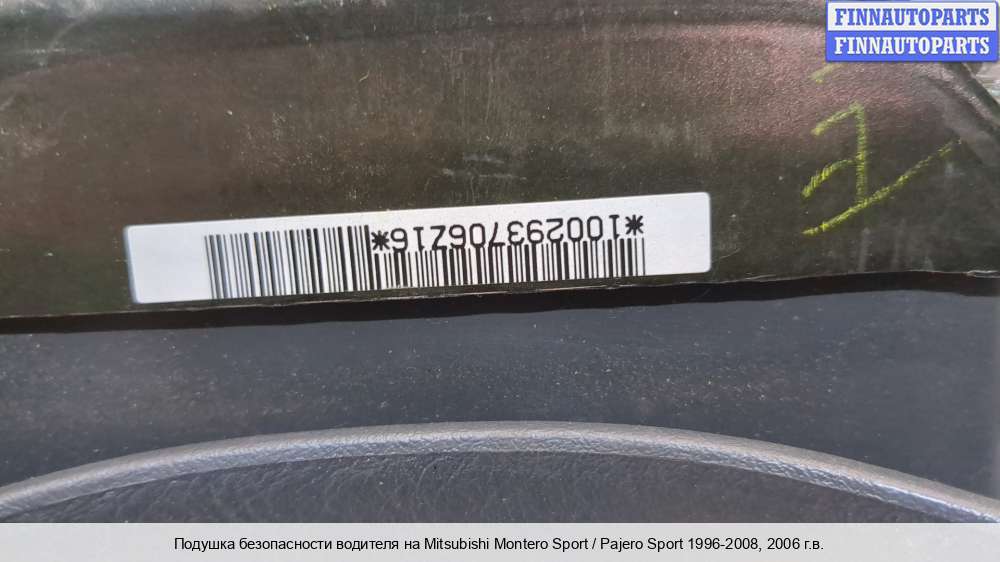 FINNAUTOPARTS
FINNAUTOPARTS
*100293706Z16*
Подушка безопасности водителя на Mitsubishi Montero Sport / Pajero Sport 1996-2008, 2006 г.в.